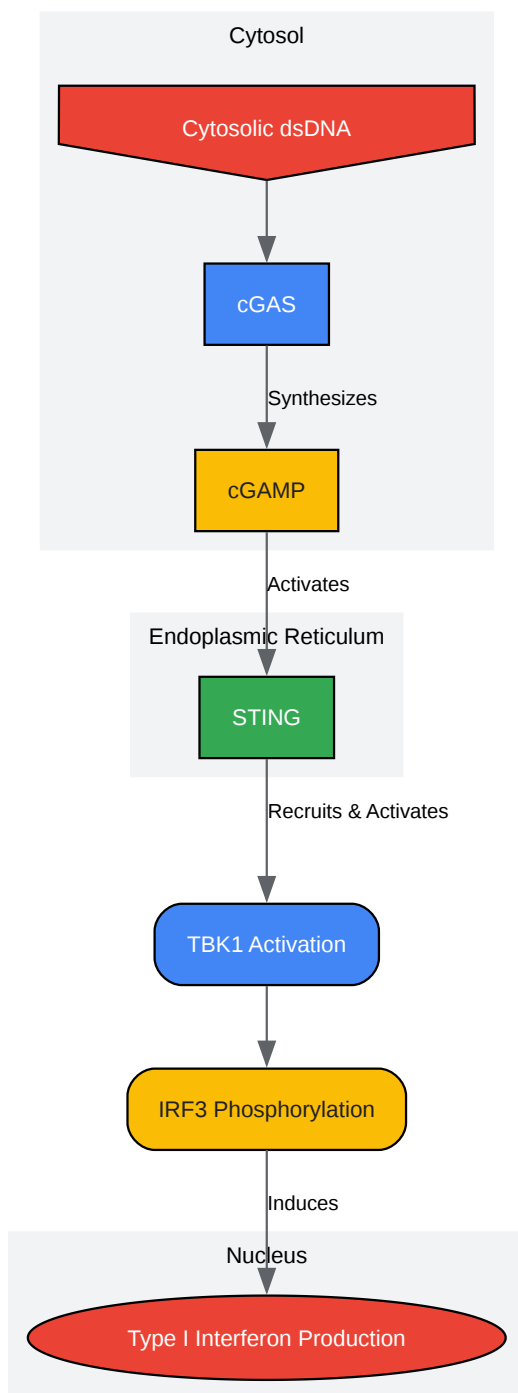 Cytosol
Cytosolic dsDNA
cGAS
Synthesizes
cGAMP
Activates
Endoplasmic Reticulum
STING
Recruits & Activates
TBK1 Activation
IRF3 Phosphorylation
Induces
Nucleus
Type I Interferon Production